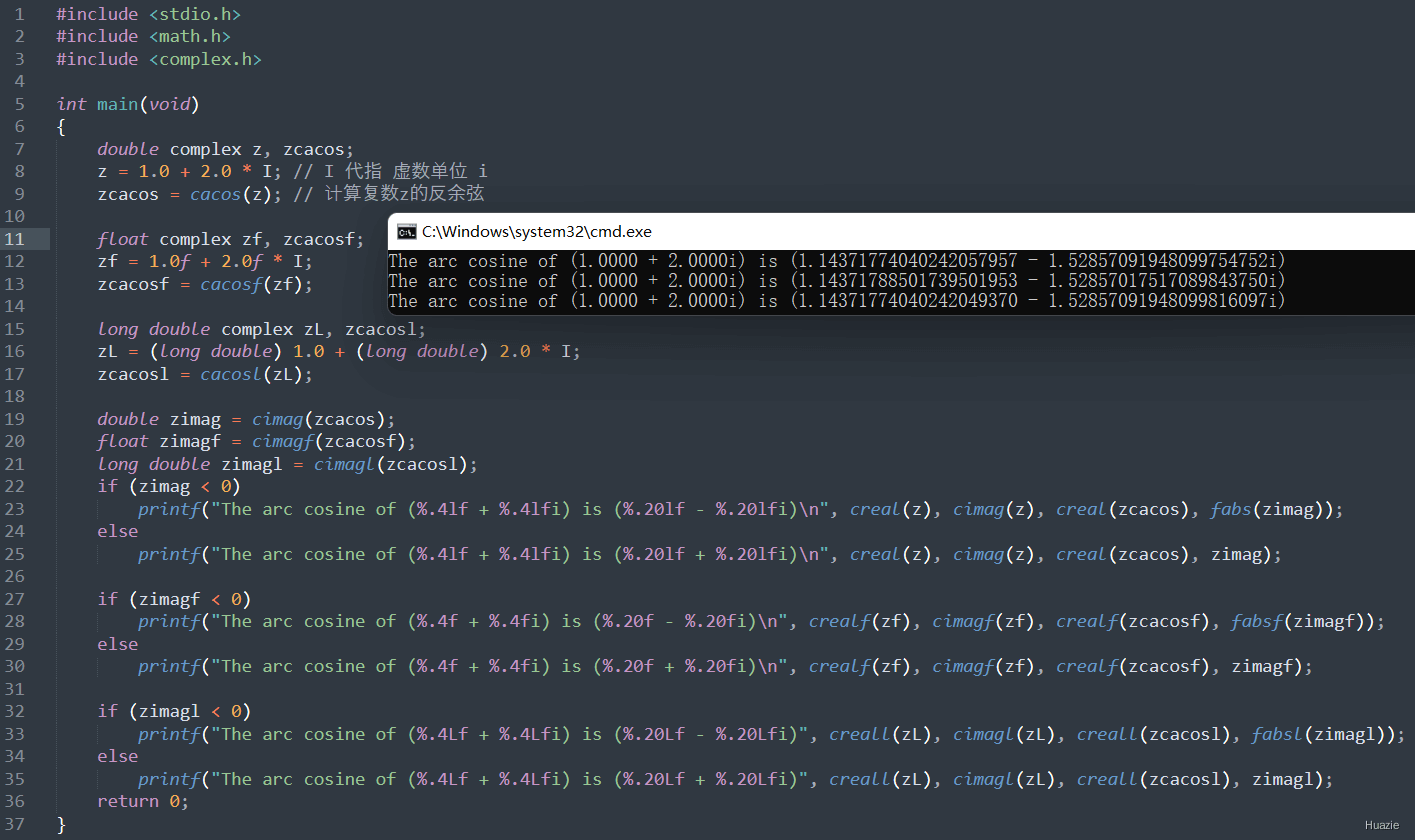 1 #include <stdio.h>
2 #include <math.h>
3 #include <complex.h>
4
5 int main(void)
6 {
7 double complex z, zcacos;
8 z = 1.0 + 2.0 * I; // I 代指 虚数单位 i
9 zcacos = cacos(z); // 计算复数z的反余弦
10
11 float complex zf, zcacosf;
12 zf = 1.0f + 2.0f * I;
13 zcacosf = cacosf(zf);
14
15 long double complex zL, zcacosl;
16 zL = (long double) 1.0 + (long double) 2.0 * I;
17 zcacosl = cacosl(zL);
18
19 double zimag = cimag(zcacos);
20 float zimagf = cimagf(zcacosf);
21 long double zimagl = cimagl(zcacosl);
22 if (zimag < 0)
23 printf("The arc cosine of (%.4lf + %.4lfi) is (%.20lf - %.20lfi)\n", creal(z), cimag(z), creal(zcacos), fabs(zimag));
24 else
25 printf("The arc cosine of (%.4lf + %.4lfi) is (%.20lf + %.20lfi)\n", creal(z), cimag(z), creal(zcacos), zimag);
26
27 if (zimagf < 0)
28 printf("The arc cosine of (%.4f + %.4fi) is (%.20f - %.20fi)\n", crealf(zf), cimagf(zf), crealf(zcacosf), fabsf(zimagf));
29 else
30 printf("The arc cosine of (%.4f + %.4fi) is (%.20f + %.20fi)\n", crealf(zf), cimagf(zf), crealf(zcacosf), zimagf);
31
32 if (zimagl < 0)
33 printf("The arc cosine of (%.4Lf + %.4Lfi) is (%.20Lf - %.20Lfi)", creall(zL), cimagl(zL), creall(zcacosl), fabsl(zimagl));
34 else
35 printf("The arc cosine of (%.4Lf + %.4Lfi) is (%.20Lf + %.20Lfi)", creall(zL), cimagl(zL), creall(zcacosl), zimagl);
36 return 0;
37 }
C:\Windows\system32\cmd.exe
The arc cosine of (1.0000 + 2.0000i) is (1.14371774040242057957 - 1.52857091948099754752i)
The arc cosine of (1.0000 + 2.0000i) is (1.14371788501739501953 - 1.52857017517089843750i)
The arc cosine of (1.0000 + 2.0000i) is (1.14371774040242049370 - 1.52857091948099816097i)
Huazie